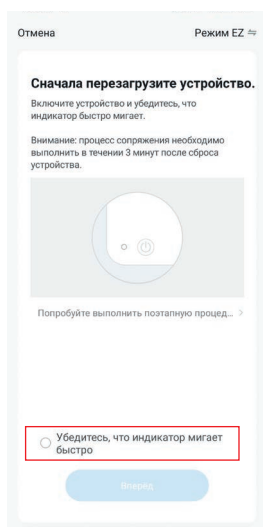 Отмена Режим EZ
Сначала перезагрузите устройство.
Включите устройство и убедитесь, что
индикатор быстро мигает.
Внимание: процесс сопряжения необходимо
выполнить в течении 3 минут после сброса
устройства.
Попробуйте выполнить поэтапную процед... >
Убедитесь, что индикатор мигает
быстро
Вперед